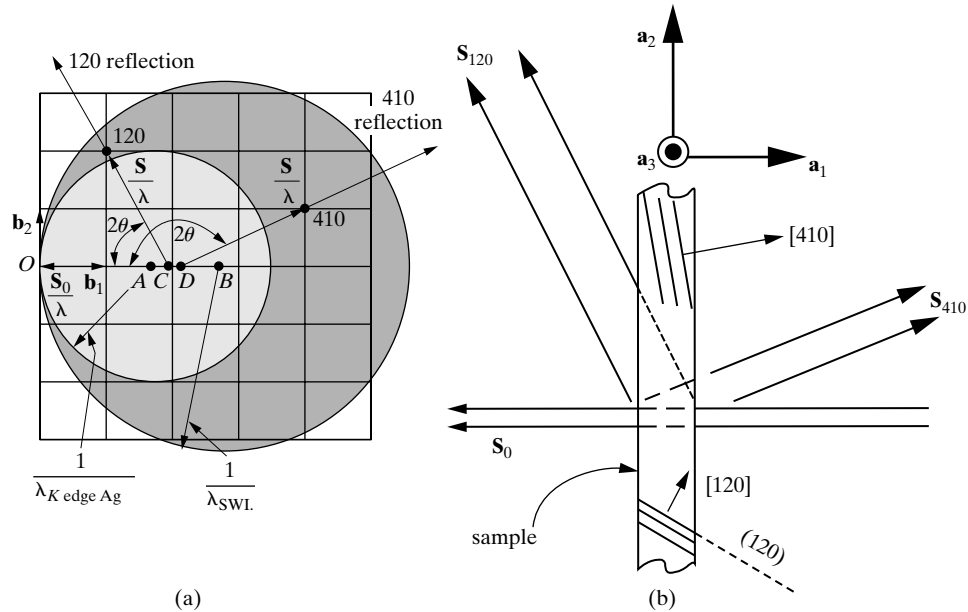 120 reflection
410
reflection
120
S
λ
S
λ
410
b2
2θ
2θ
O
S0
λ
b1
A
C
D
B
1
λK edge Ag
1
λSWL.
(a)
S120
a2
a3
a1
[410]
S410
S0
[120]
sample
(120)
(b)